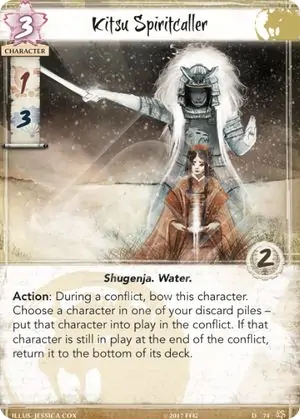 3
Kitsu Spiritcaller
CHARACTER
1
3
2
Shugenja. Water.
Action: During a conflict, bow this character.
Choose a character in one of your discard piles –
put that character into play in the conflict. If that
character is still in play at the end of the conflict,
return it to the bottom of its deck.
ILLUS: JESSICA COX
© 2017 FFG
D 74